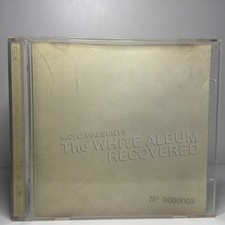 MOJO PRESENTS
The WHITE ALBUM
RECOVERED
Nº 0000002